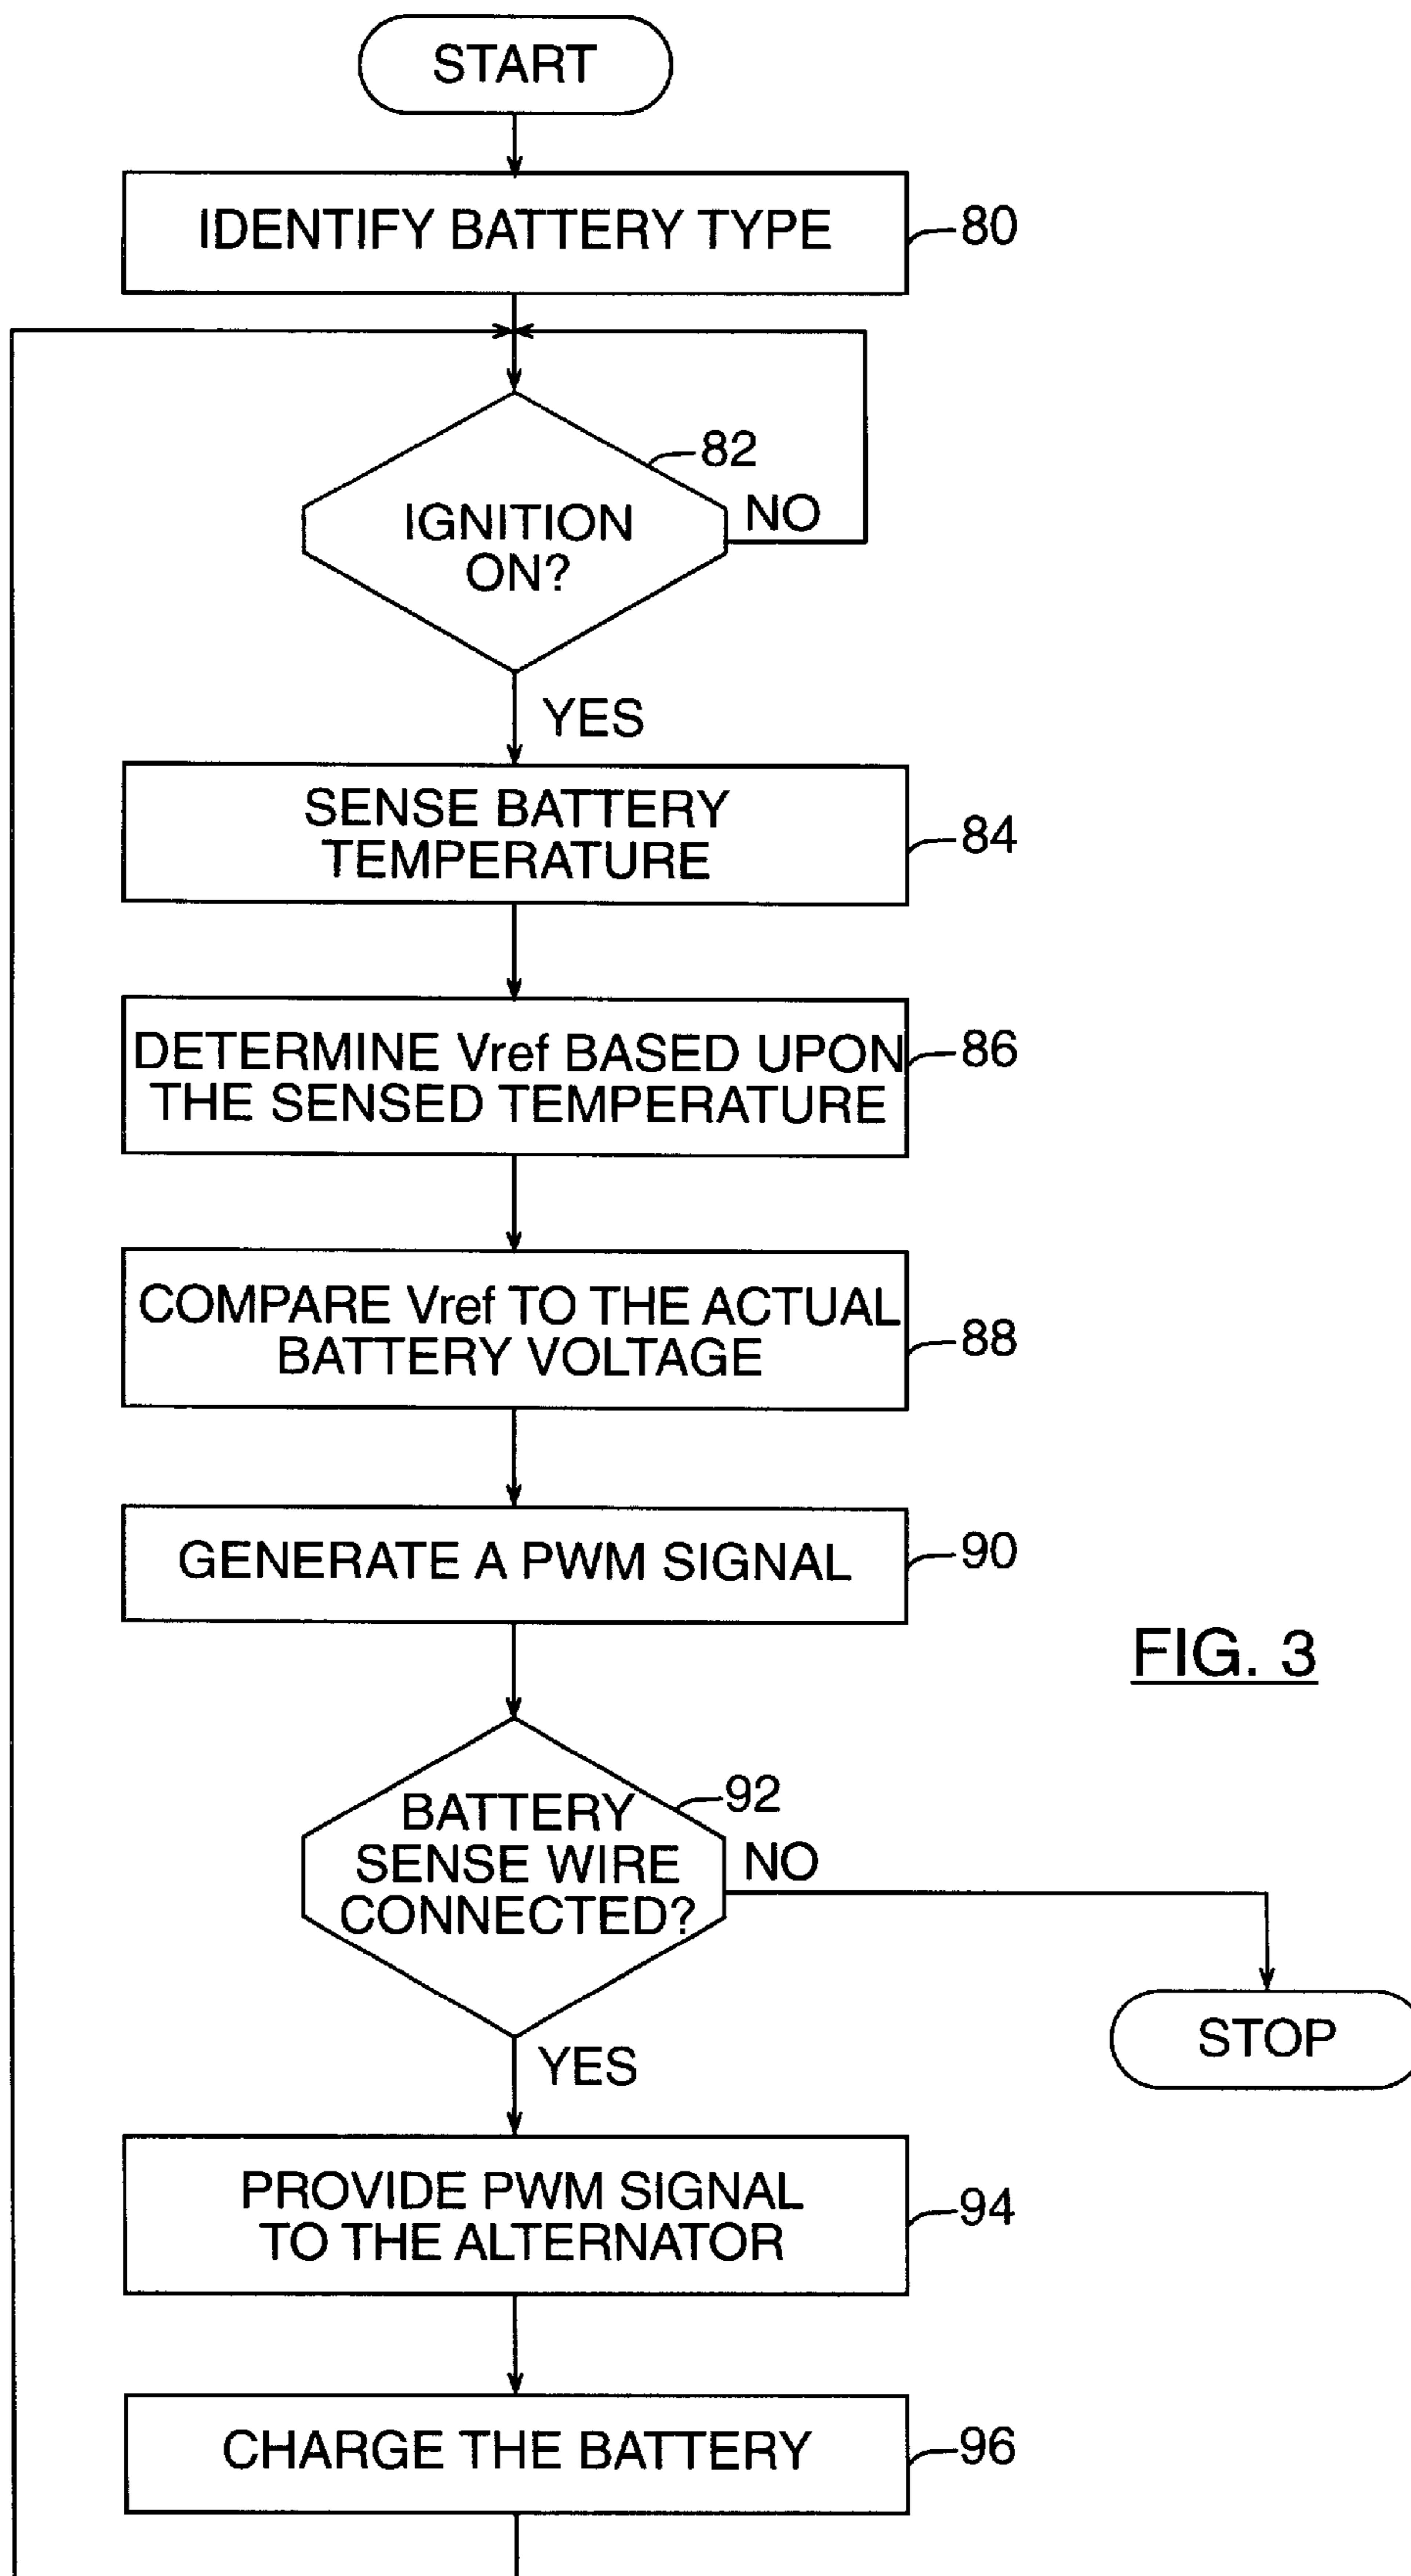 START
IDENTIFY BATTERY TYPE
80
82
IGNITION
ON?
NO
YES
SENSE BATTERY
TEMPERATURE
84
DETERMINE Vref BASED UPON
THE SENSED TEMPERATURE
86
COMPARE Vref TO THE ACTUAL
BATTERY VOLTAGE
88
GENERATE A PWM SIGNAL
90
FIG. 3
BATTERY
SENSE WIRE
CONNECTED?
92
NO
STOP
YES
PROVIDE PWM SIGNAL
TO THE ALTERNATOR
94
CHARGE THE BATTERY
96